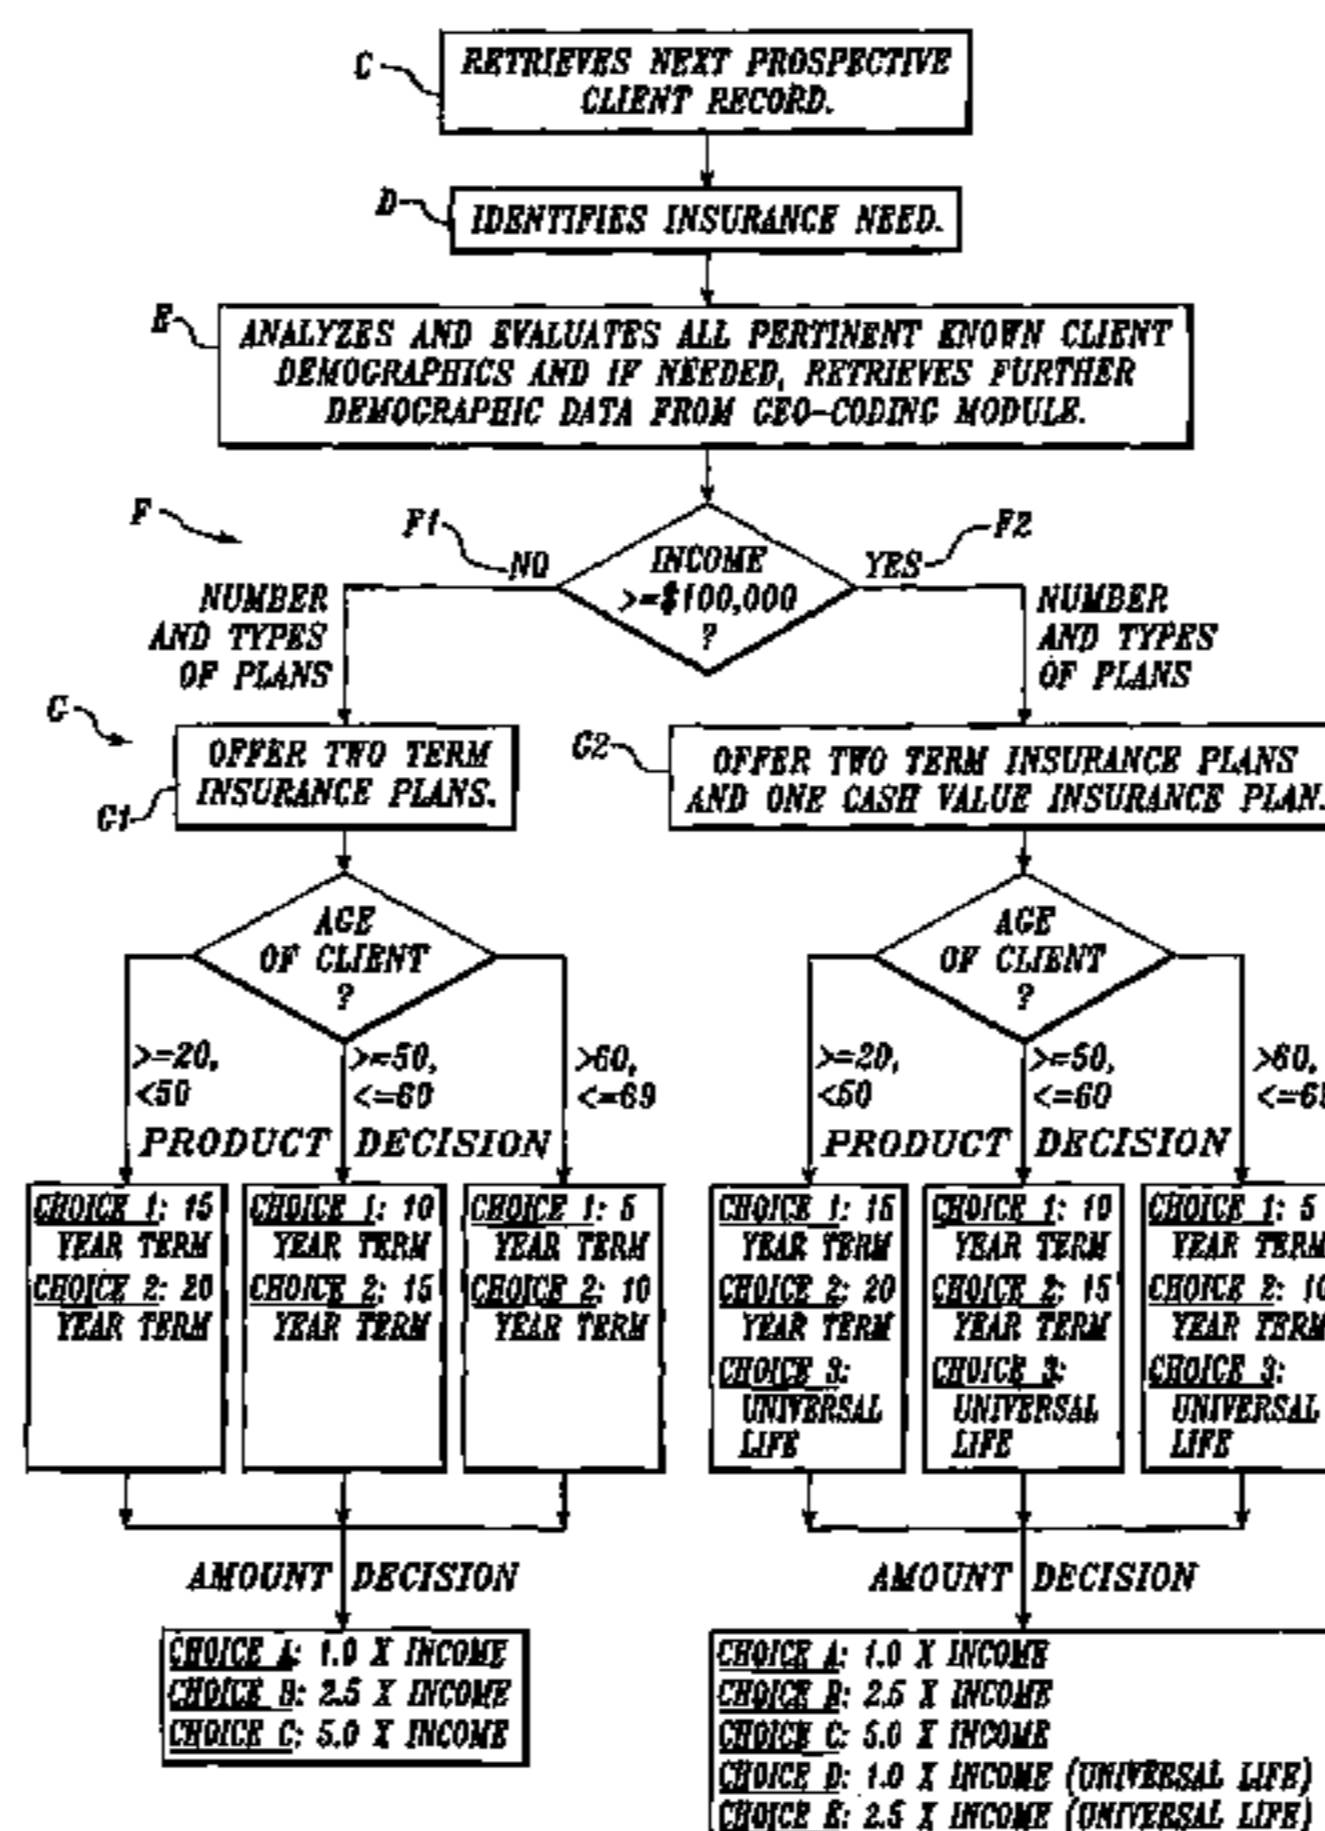 C
RETRIEVES NEXT PROSPECTIVE
CLIENT RECORD.
D
IDENTIFIES INSURANCE NEED.
E
ANALYZES AND EVALUATES ALL PERTINENT KNOWN CLIENT
DEMOGRAPHICS AND IF NEEDED, RETRIEVES FURTHER
DEMOGRAPHIC DATA FROM GEO-CODING MODULE.
F
F1
NO
INCOME
>=$100,000
?
YES
F2
NUMBER
AND TYPES
OF PLANS
NUMBER
AND TYPES
OF PLANS
G
G1
OFFER TWO TERM
INSURANCE PLANS.
G2
OFFER TWO TERM INSURANCE PLANS
AND ONE CASH VALUE INSURANCE PLAN.
AGE
OF CLIENT
?
>=20,
<50
>=50,
<=60
>60,
<=69
PRODUCT DECISION
CHOICE 1: 15
YEAR TERM
CHOICE 2: 20
YEAR TERM
CHOICE 1: 10
YEAR TERM
CHOICE 2: 15
YEAR TERM
CHOICE 1: 5
YEAR TERM
CHOICE 2: 10
YEAR TERM
AMOUNT DECISION
CHOICE A: 1.0 X INCOME
CHOICE B: 2.5 X INCOME
CHOICE C: 5.0 X INCOME
AGE
OF CLIENT
?
>=20,
<50
>=50,
<=60
>60,
<=6
PRODUCT DECISION
CHOICE 1: 15
YEAR TERM
CHOICE 2: 20
YEAR TERM
CHOICE 3:
UNIVERSAL
LIFE
CHOICE 1: 10
YEAR TERM
CHOICE 2: 15
YEAR TERM
CHOICE 3:
UNIVERSAL
LIFE
CHOICE 1: 5
YEAR TERM
CHOICE 2: 10
YEAR TERM
CHOICE 3:
UNIVERSAL
LIFE
AMOUNT DECISION
CHOICE A: 1.0 X INCOME
CHOICE B: 2.5 X INCOME
CHOICE C: 5.0 X INCOME
CHOICE D: 1.0 X INCOME (UNIVERSAL LIFE)
CHOICE E: 2.5 X INCOME (UNIVERSAL LIFE)